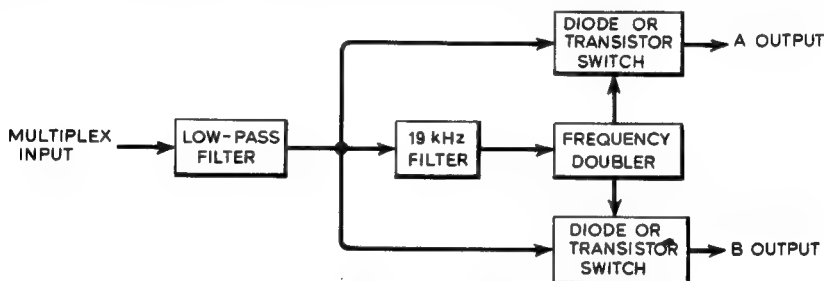 MULTIPLEX
INPUT
LOW-PASS
FILTER
19 kHz
FILTER
FREQUENCY
DOUBLER
DIODE OR
TRANSISTOR
SWITCH
A OUTPUT
DIODE OR
TRANSISTOR
SWITCH
B OUTPUT